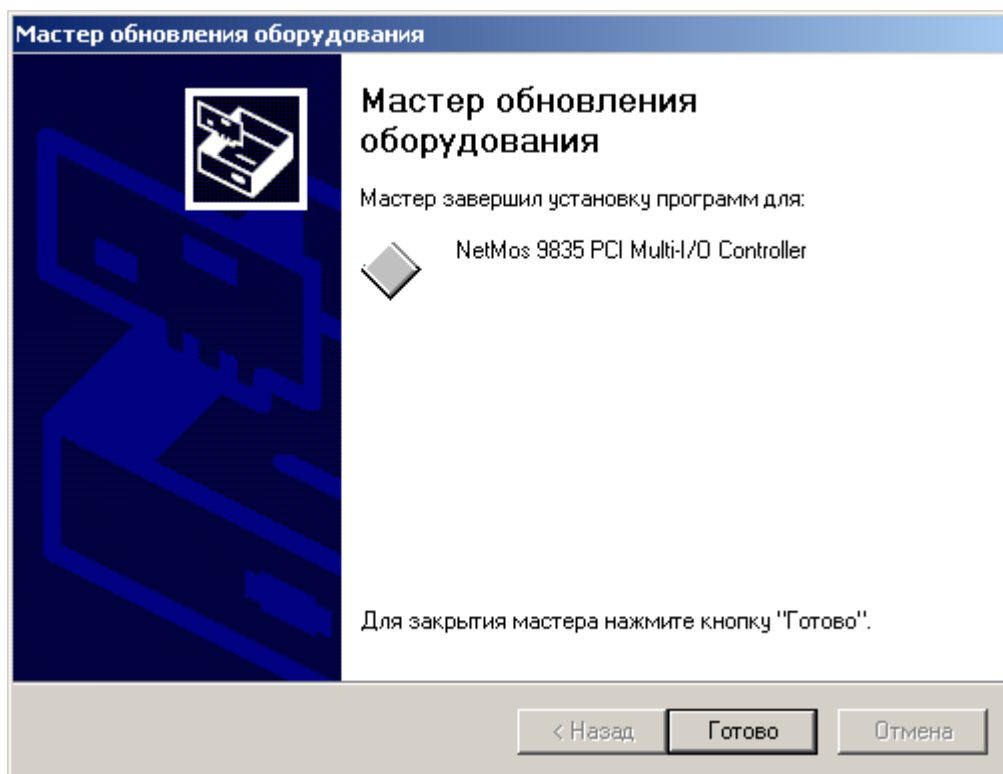 Мастер обновления оборудования
Мастер обновления
оборудования
Мастер завершил установку программ для:
NetMos 9835 PCI Multi-I/O Controller
Для закрытия мастера нажмите кнопку "Готово".
< Назад Готово Отмена